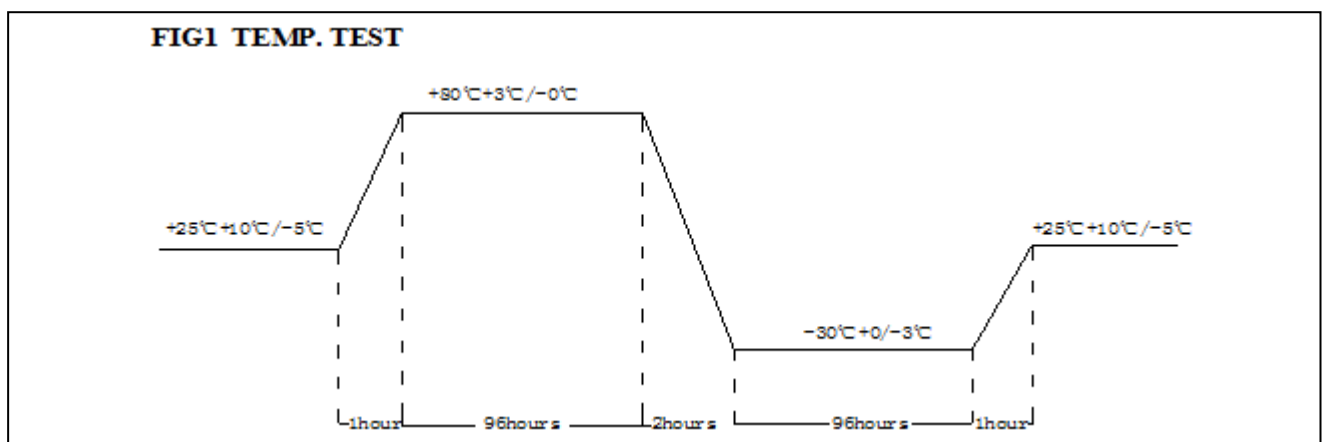 FIG1 TEMP. TEST
+80℃+3℃/-0℃
+25℃+10℃/-5℃
+25℃+10℃/-5℃
-30℃+0/-3℃
1hour
96hours
2hours
96hours
1hour